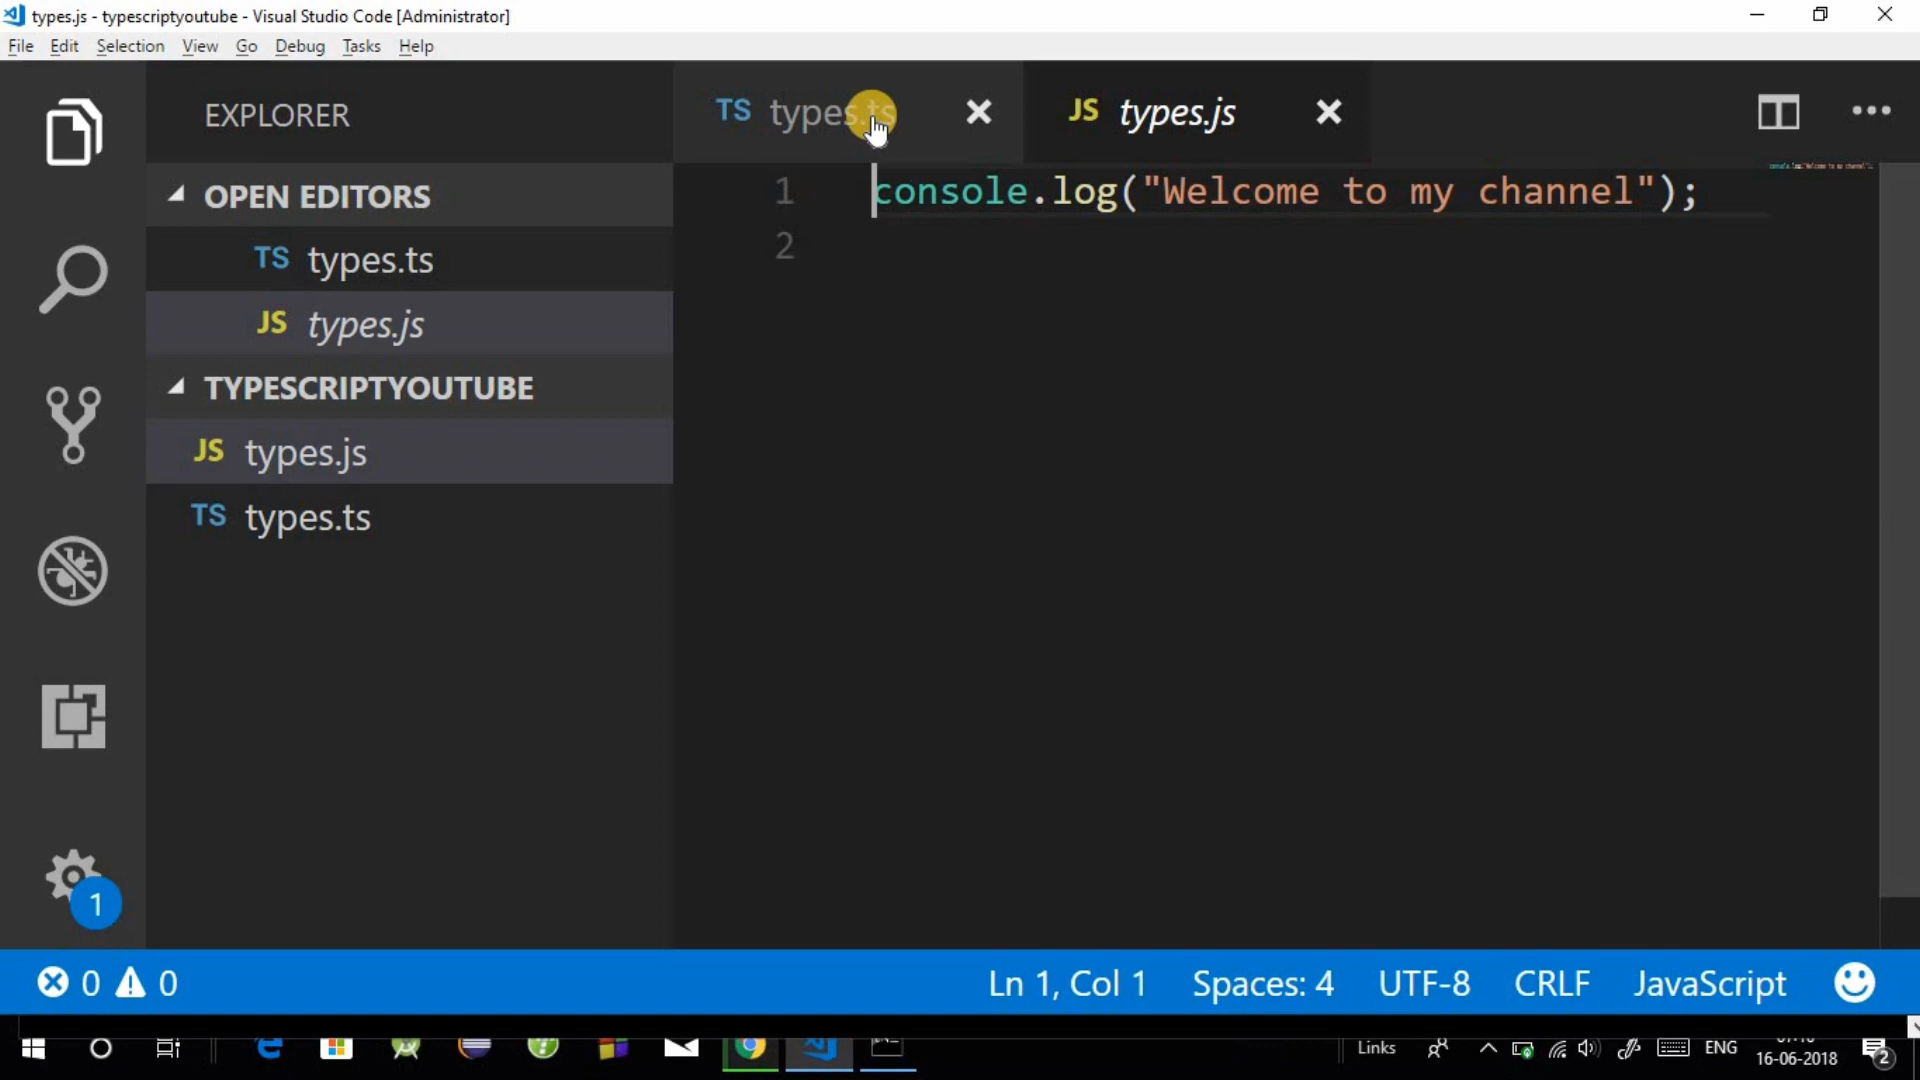 types.js - typescriptyoutube - Visual Studio Code [Administrator]
File Edit Selection View Go Debug Tasks Help
EXPLORER
TS types.ts
JS types.js
OPEN EDITORS
TS types.ts
JS types.js
TYPESCRIPTYOUTUBE
JS types.js
TS types.ts
1 console.log("Welcome to my channel");
2
1
0 0
Ln 1, Col 1 Spaces: 4 UTF-8 CRLF JavaScript
Links ENG
16-06-2018
2